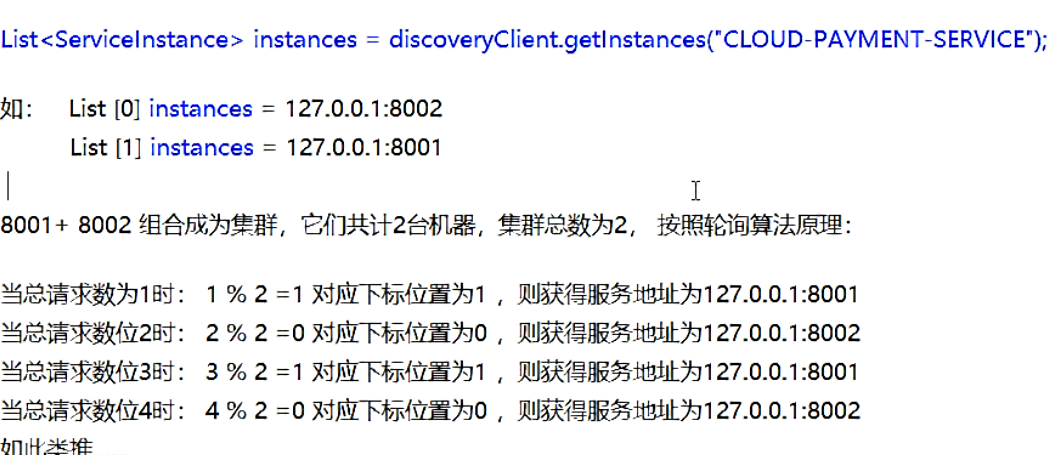 List<ServiceInstance> instances = discoveryClient.getInstances("CLOUD-PAYMENT-SERVICE");
如： List [0] instances = 127.0.0.1:8002
List [1] instances = 127.0.0.1:8001
8001+ 8002 组合成为集群，它们共计2台机器，集群总数为2， 按照轮询算法原理：
当总请求数为1时： 1 % 2 =1 对应下标位置为1 ，则获得服务地址为127.0.0.1:8001
当总请求数位2时： 2 % 2 =0 对应下标位置为0 ，则获得服务地址为127.0.0.1:8002
当总请求数位3时： 3 % 2 =1 对应下标位置为1 ，则获得服务地址为127.0.0.1:8001
当总请求数位4时： 4 % 2 =0 对应下标位置为0 ，则获得服务地址为127.0.0.1:8002
如此类推......